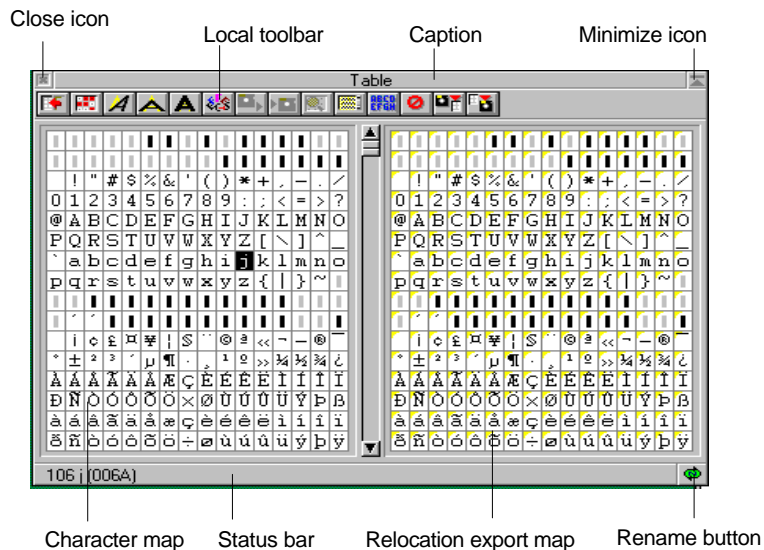 Close icon
Local toolbar
Caption
Minimize icon
Table
ABCD
EFGH
! " # $ % & ' ( ) * + , - . /
0 1 2 3 4 5 6 7 8 9 : ; < = > ?
@ A B C D E F G H I J K L M N O
P Q R S T U V W X Y Z [ \ ] ^ _
` a b c d e f g h i j k l m n o
p q r s t u v w x y z { | } ~
¡ ¢ £ ¤ ¥ ¦ § ¨ © ª « ¬ - ® ¯
° ± ² ³ ´ µ ¶ · ¸ ¹ º » ¼ ½ ¾ ¿
À Á Â Ã Ä Å Æ Ç È É Ê Ë Ì Í Î Ï
Ð Ñ Ò Ó Ô Õ Ö × Ø Ù Ú Û Ü Ý Þ ß
à á â ã ä å æ ç è é ê ë ì í î ï
ð ñ ò ó ô õ ö ÷ ø ù ú û ü ý þ ÿ
! " # $ % & ' ( ) * + , - . /
0 1 2 3 4 5 6 7 8 9 : ; < = > ?
@ A B C D E F G H I J K L M N O
P Q R S T U V W X Y Z [ \ ] ^ _
` a b c d e f g h i j k l m n o
p q r s t u v w x y z { | } ~
¡ ¢ £ ¤ ¥ ¦ § ¨ © ª « ¬ - ® ¯
° ± ² ³ ´ µ ¶ · ¸ ¹ º » ¼ ½ ¾ ¿
À Á Â Ã Ä Å Æ Ç È É Ê Ë Ì Í Î Ï
Ð Ñ Ò Ó Ô Õ Ö × Ø Ù Ú Û Ü Ý Þ ß
à á â ã ä å æ ç è é ê ë ì í î ï
ð ñ ò ó ô õ ö ÷ ø ù ú û ü ý þ ÿ
106 j (006A)
Character map
Status bar
Relocation export map
Rename button